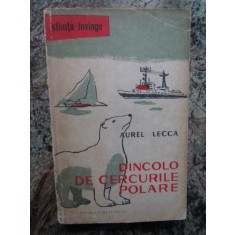 Știința învinge
AUREL LECCA
DINCOLO
DE CERCURILE
POLARE